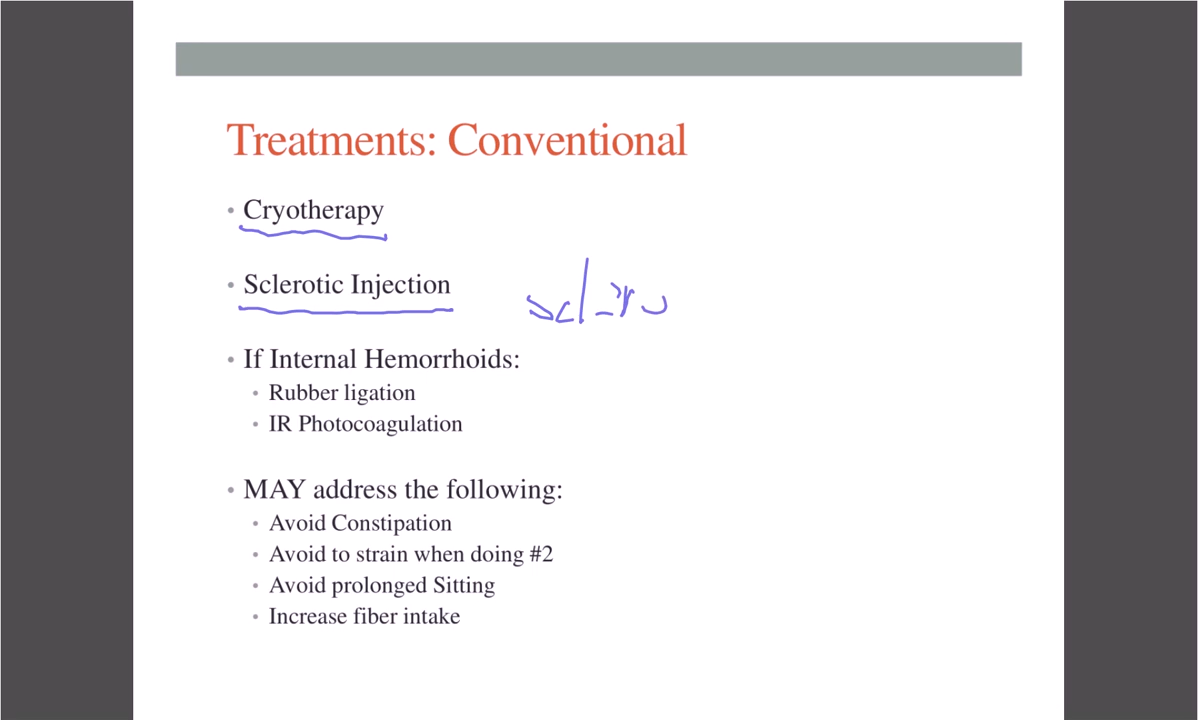 Treatments: Conventional
• Cryotherapy
• Sclerotic Injection
• If Internal Hemorrhoids:
• Rubber ligation
• IR Photocoagulation
• MAY address the following:
• Avoid Constipation
• Avoid to strain when doing #2
• Avoid prolonged Sitting
• Increase fiber intake